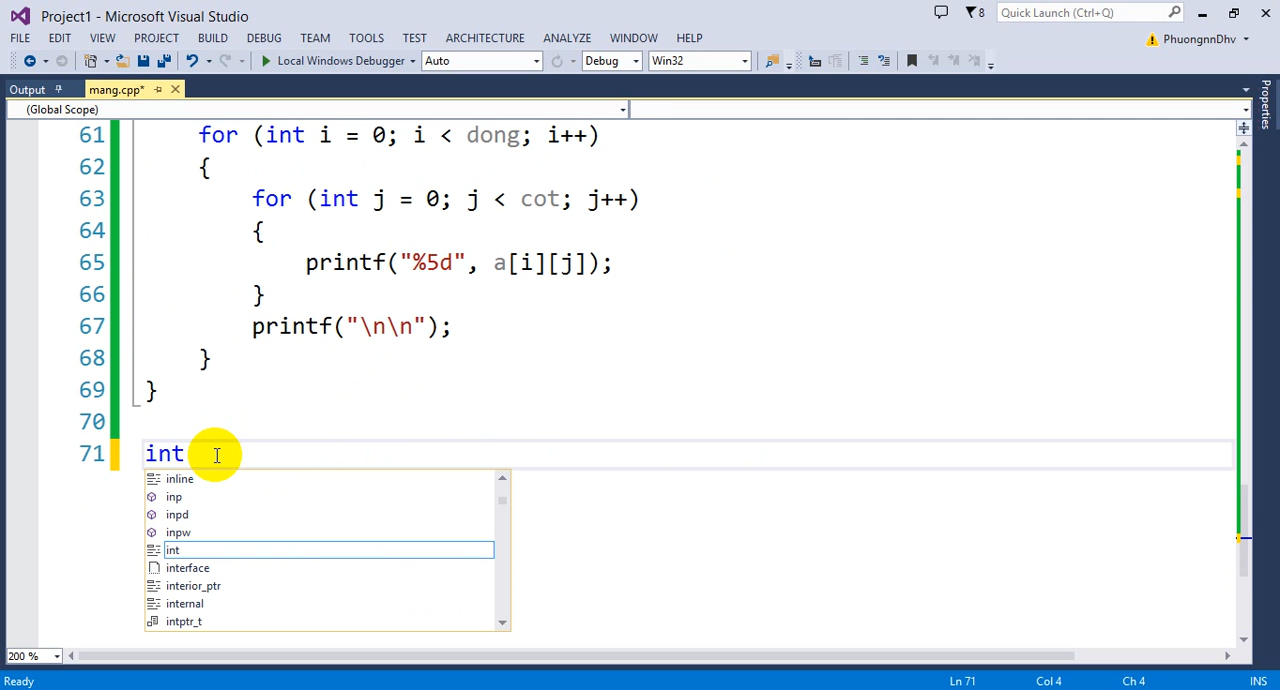 Project1 - Microsoft Visual Studio
8
Quick Launch (Ctrl+Q)
FILE EDIT VIEW PROJECT BUILD DEBUG TEAM TOOLS TEST ARCHITECTURE ANALYZE WINDOW HELP
PhuongnnDhv
Local Windows Debugger Auto Debug Win32
Output mang.cpp*
(Global Scope)
Properties
61 for (int i = 0; i < dong; i++)
62 {
63 for (int j = 0; j < cot; j++)
64 {
65 printf("%5d", a[i][j]);
66 }
67 printf("\n\n");
68 }
69 }
70
71 int
inline
inp
inpd
inpw
int
interface
interior_ptr
internal
intptr_t
200 %
Ready Ln 71 Col 4 Ch 4 INS